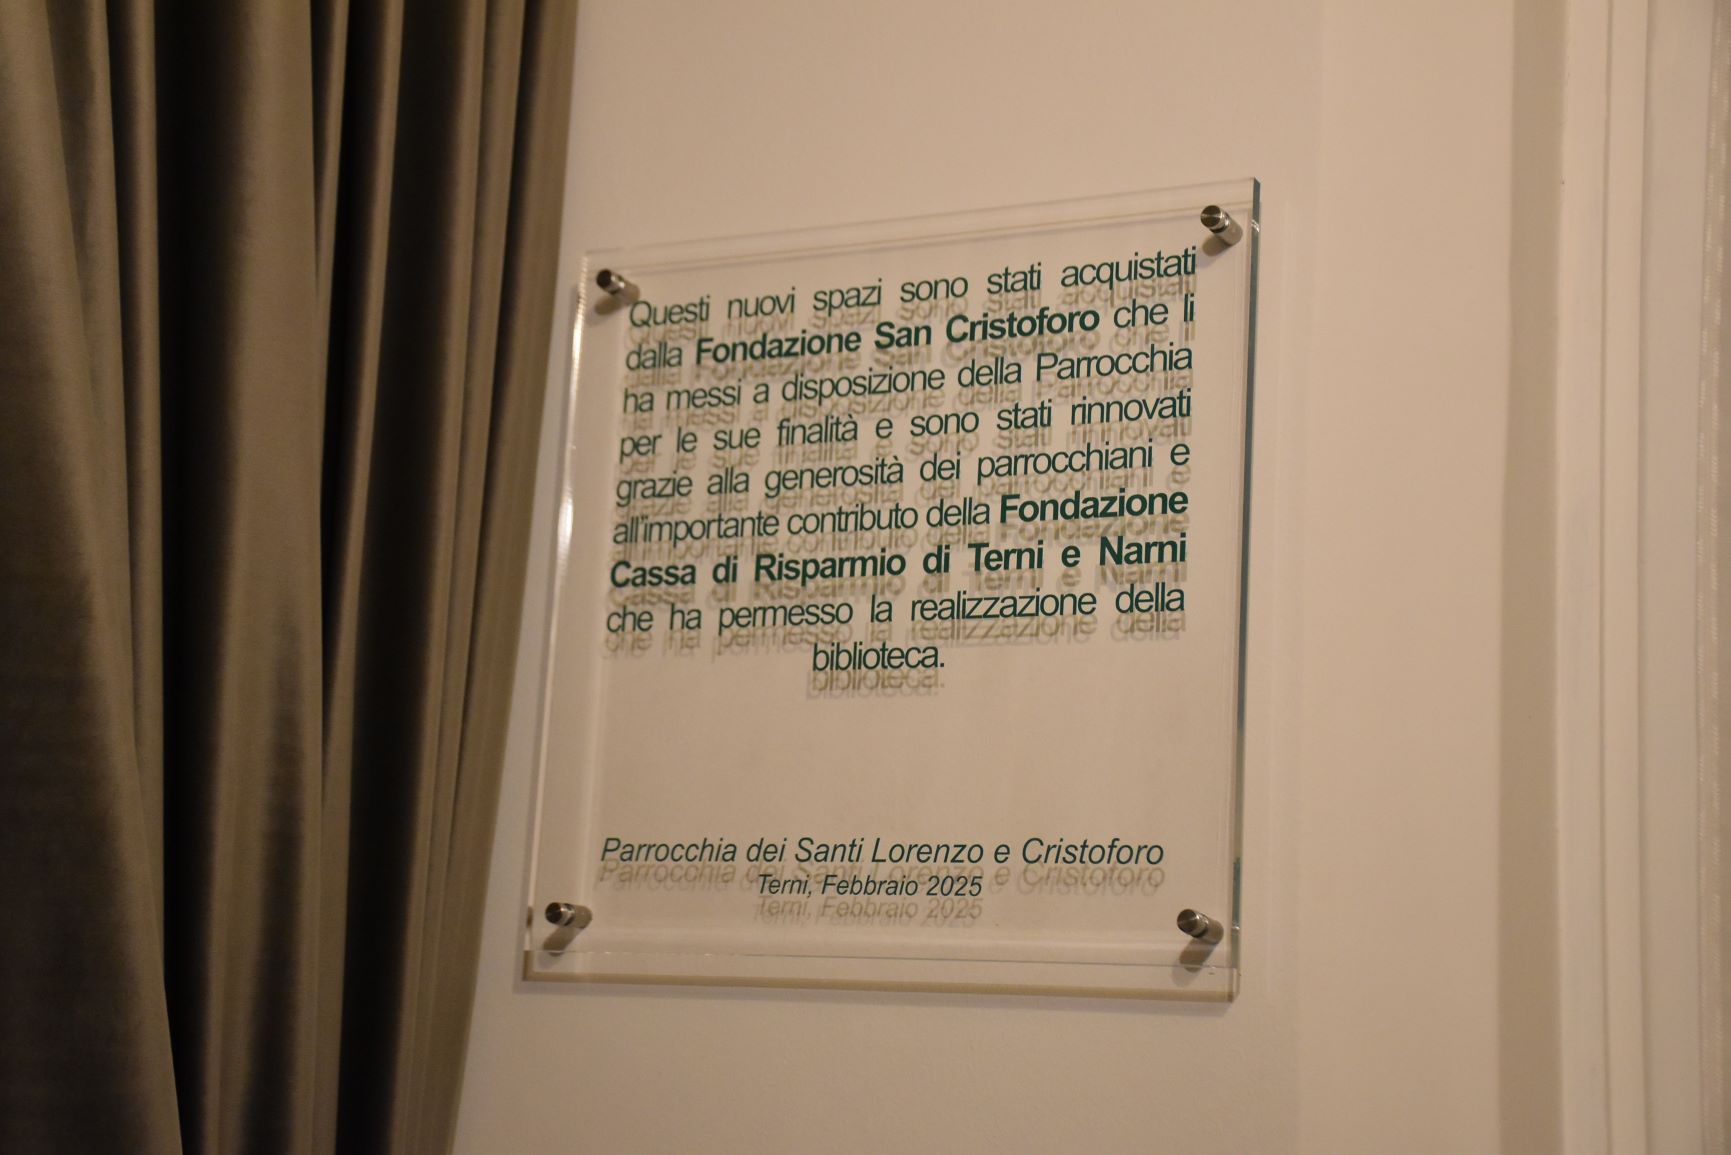 Questi nuovi spazi sono stati acquistati
dalla Fondazione San Cristoforo che li
ha messi a disposizione della Parrocchia
per le sue finalità e sono stati rinnovati
grazie alla generosità dei parrocchiani e
all'importante contributo della Fondazione
Cassa di Risparmio di Terni e Narni
che ha permesso la realizzazione della
biblioteca.
Parrocchia dei Santi Lorenzo e Cristoforo
Terni, Febbraio 2025